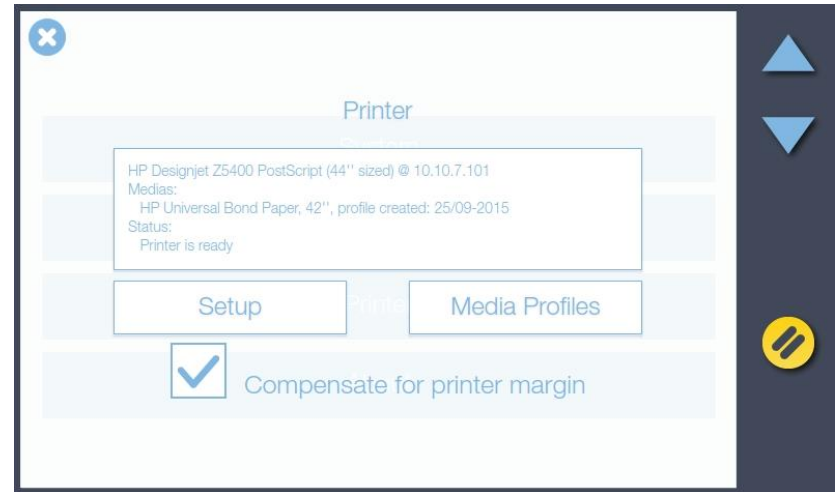 Printer
HP Designjet Z5400 PostScript (44'' sized) @ 10.10.7.101
Medias:
HP Universal Bond Paper, 42'', profile created: 25/09-2015
Status:
Printer is ready
Setup
Printer
Media Profiles
Compensate for printer margin